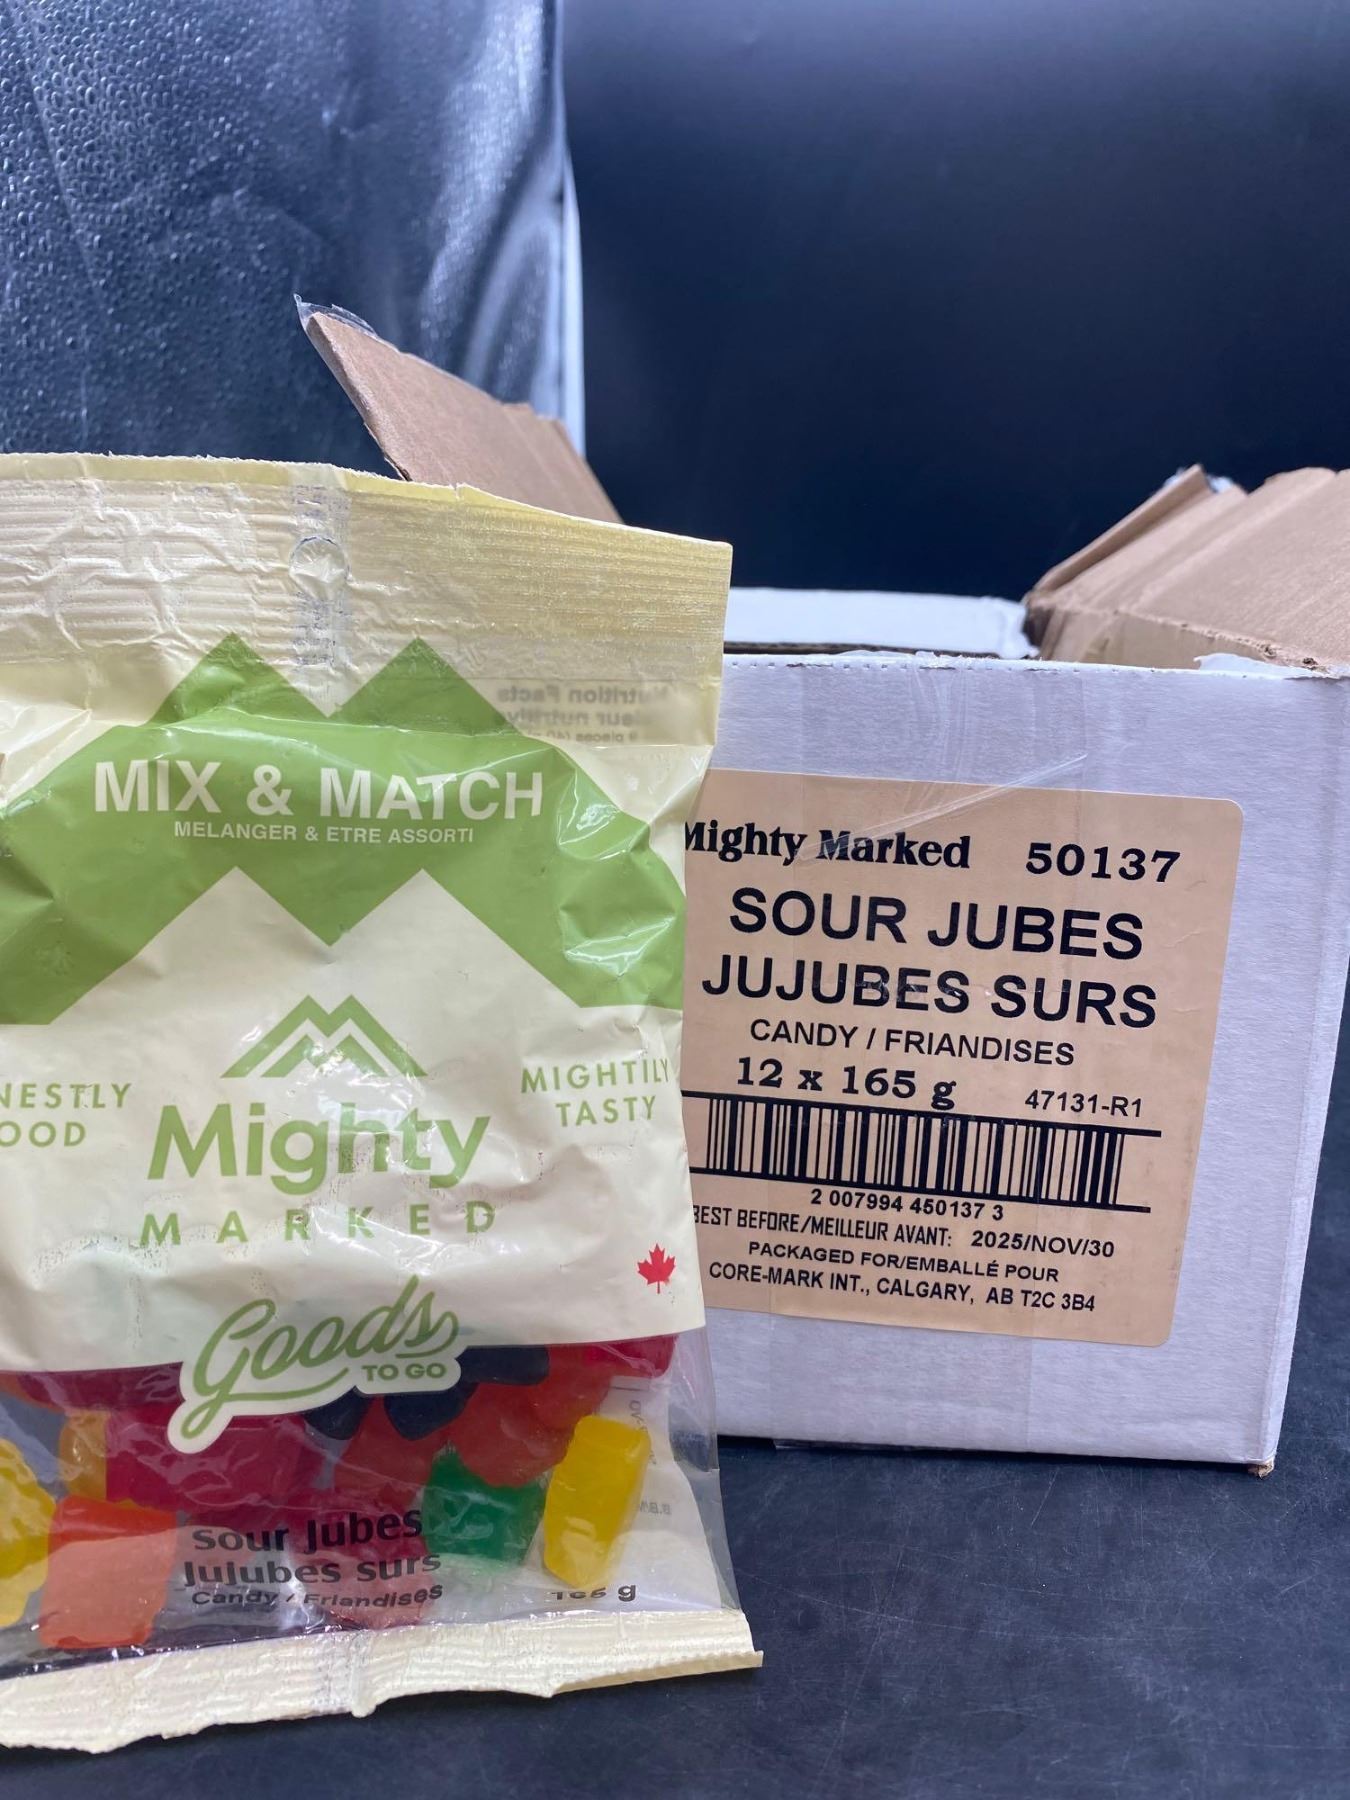 Nutrition Facts
MIX & MATCH
MELANGER & ETRE ASSORTI
MIGHTILY
TASTY
Mighty
MARKED
Goods
TO GO
Sour Jubes
Jujubes surs
Candy / Friandises
165 g
Mighty Marked 50137
SOUR JUBES
JUJUBES SURS
CANDY / FRIANDISES
12 x 165 g 47131-R1
2 007994 450137 3
BEST BEFORE/MEILLEUR AVANT: 2025/NOV/30
PACKAGED FOR/EMBALLÉ POUR
CORE-MARK INT., CALGARY, AB T2C 3B4